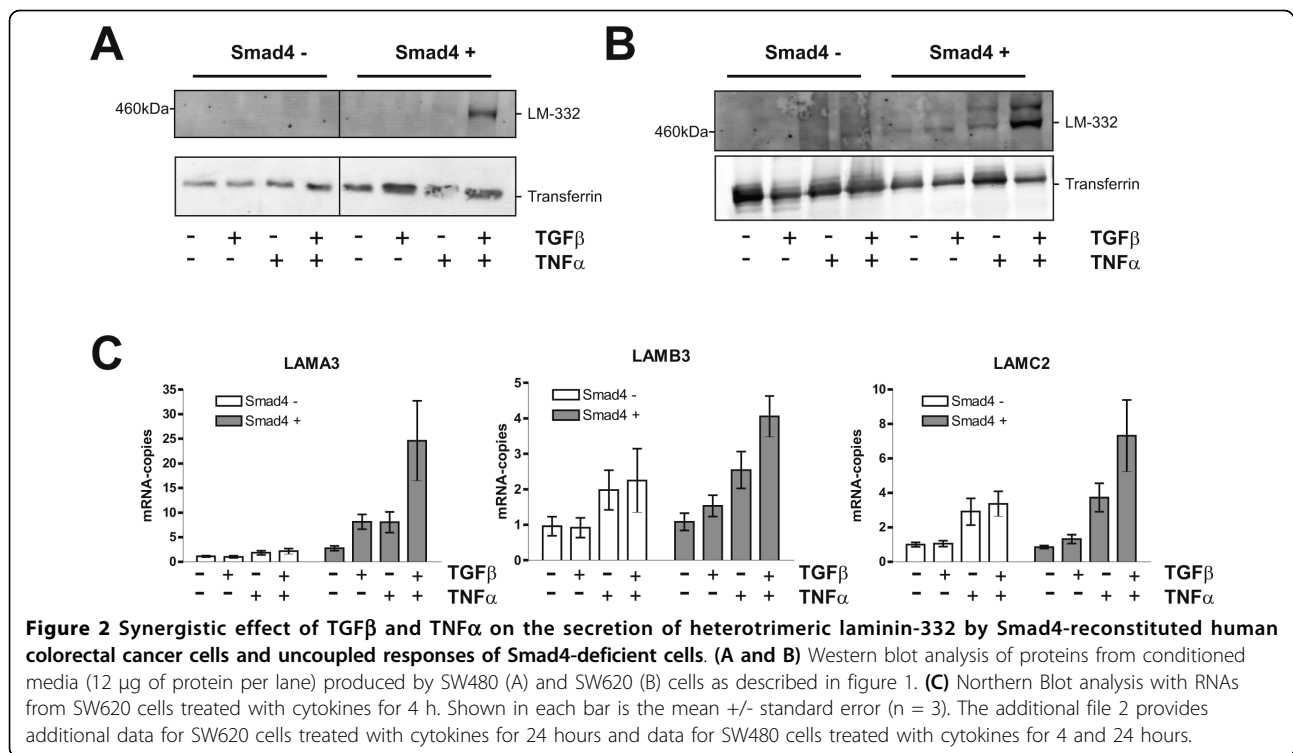 A
B
Smad4 -
Smad4 +
Smad4 -
Smad4 +
460kDa
LM-332
460kDa
LM-332
Transferrin
Transferrin
- + - + - + - + TGFβ
- - + + - - + + TNFα
- + - + - + - + TGFβ
- - + + - - + + TNFα
C
LAMA3
mRNA-copies
35
30
25
20
15
10
5
0
Smad4 -
Smad4 +
- + - + - + - + TGFβ
- - + + - - + + TNFα
LAMB3
mRNA-copies
5
4
3
2
1
0
Smad4 -
Smad4 +
- + - + - + - + TGFβ
- - + + - - + + TNFα
LAMC2
mRNA-copies
10
8
6
4
2
0
Smad4 -
Smad4 +
- + - + - + - + TGFβ
- - + + - - + + TNFα
Figure 2 Synergistic effect of TGFβ and TNFα on the secretion of heterotrimeric laminin-332 by Smad4-reconstituted human
colorectal cancer cells and uncoupled responses of Smad4-deficient cells. (A and B) Western blot analysis of proteins from conditioned
media (12 μg of protein per lane) produced by SW480 (A) and SW620 (B) cells as described in figure 1. (C) Northern Blot analysis with RNAs
from SW620 cells treated with cytokines for 4 h. Shown in each bar is the mean +/- standard error (n = 3). The additional file 2 provides
additional data for SW620 cells treated with cytokines for 24 hours and data for SW480 cells treated with cytokines for 4 and 24 hours.